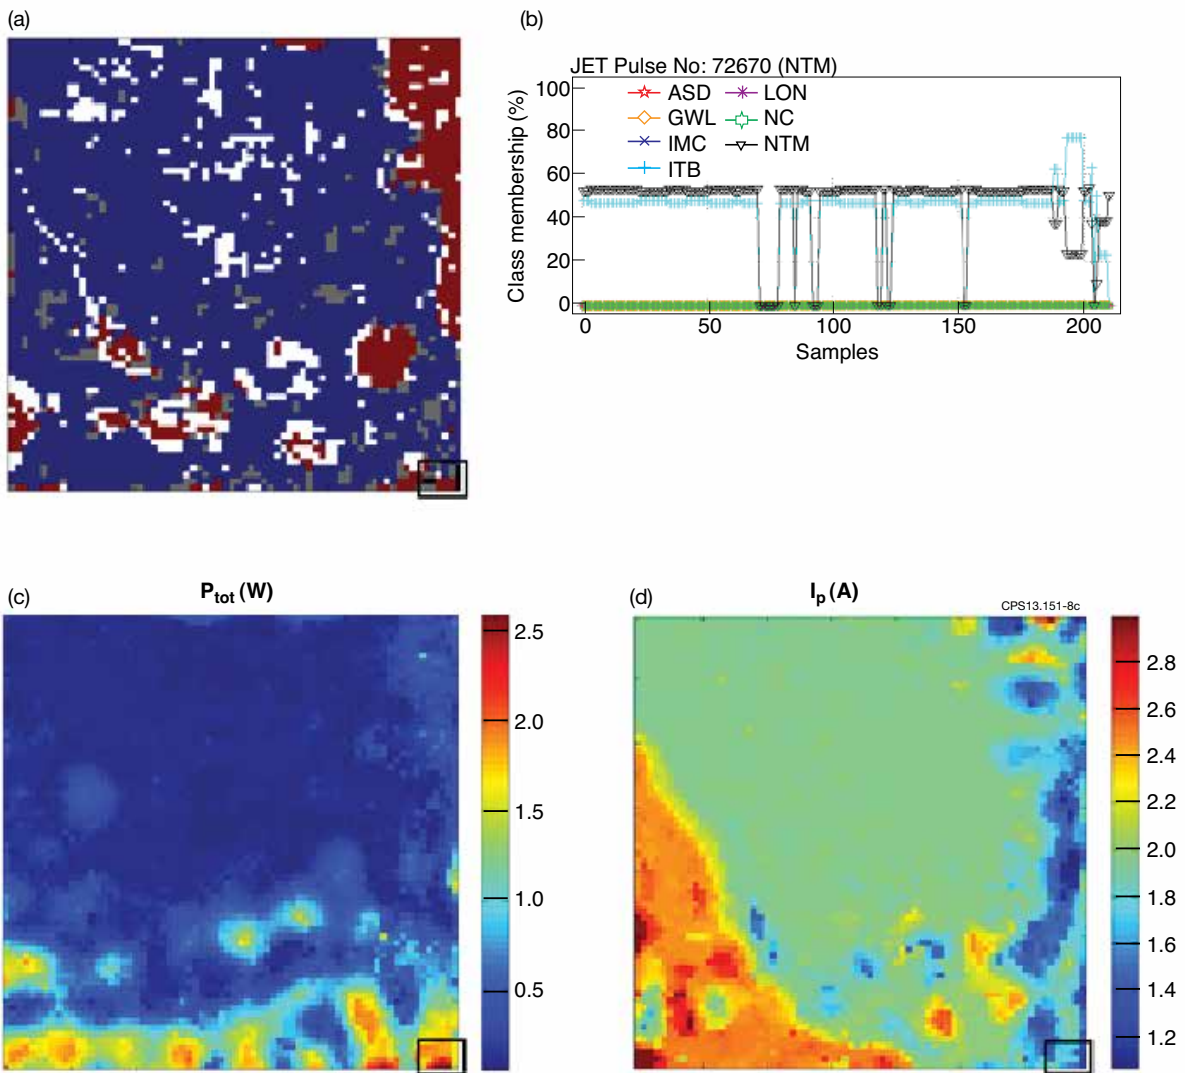 (a)
(b)
JET Pulse No: 72670 (NTM)
Class membership (%)
100
80
60
40
20
0
ASD
LON
GWL
NC
IMC
NTM
ITB
0
50
100
150
200
Samples
(c)
P_tot (W)
2.5
2.0
1.5
1.0
0.5
(d)
I_p (A)
CPS13.151-8c
2.8
2.6
2.4
2.2
2.0
1.8
1.6
1.4
1.2